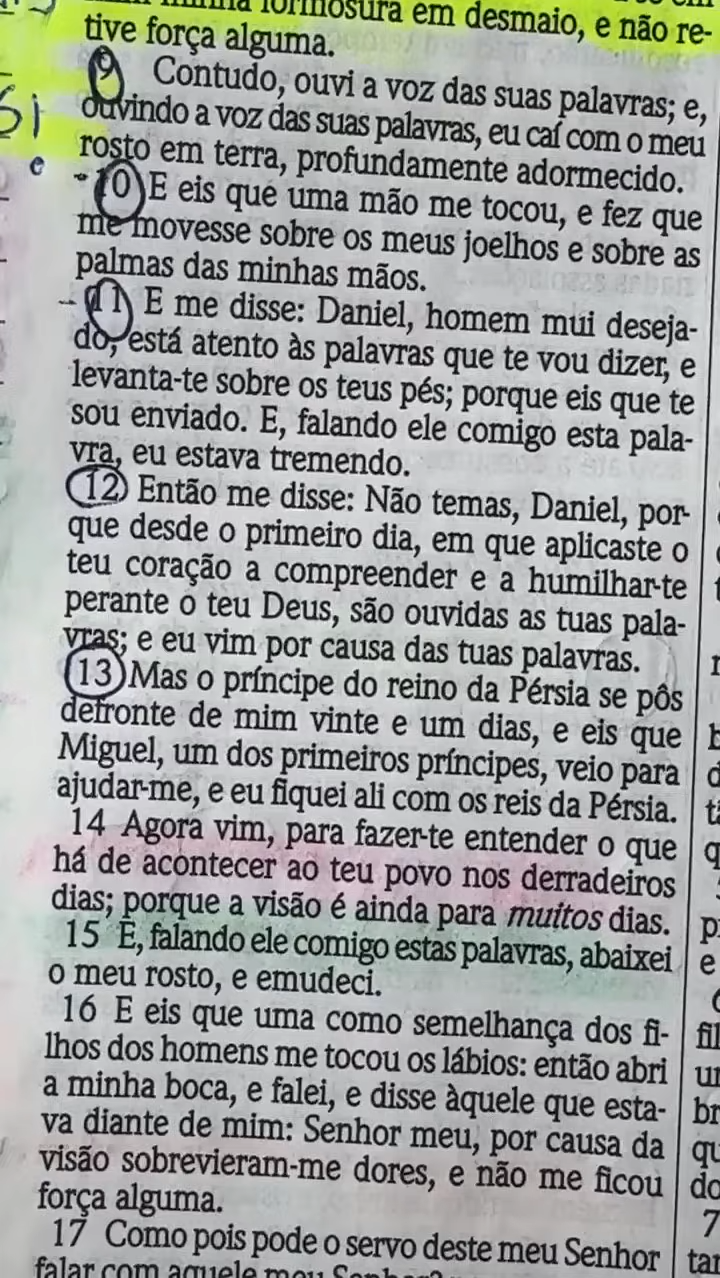 formosura em desmaio, e não re-
tive força alguma.
9 Contudo, ouvi a voz das suas palavras; e,
ouvindo a voz das suas palavras, eu caí com o meu
rosto em terra, profundamente adormecido.
10 E eis que uma mão me tocou, e fez que
me movesse sobre os meus joelhos e sobre as
palmas das minhas mãos.
11 E me disse: Daniel, homem mui deseja-
do, está atento às palavras que te vou dizer, e
levanta-te sobre os teus pés; porque eis que te
sou enviado. E, falando ele comigo esta pala-
vra, eu estava tremendo.
12 Então me disse: Não temas, Daniel, por-
que desde o primeiro dia, em que aplicaste o
teu coração a compreender e a humilhar-te
perante o teu Deus, são ouvidas as tuas pala-
vras; e eu vim por causa das tuas palavras.
13 Mas o príncipe do reino da Pérsia se pôs
defronte de mim vinte e um dias, e eis que
Miguel, um dos primeiros príncipes, veio para
ajudar-me, e eu fiquei ali com os reis da Pérsia.
14 Agora vim, para fazer-te entender o que
há de acontecer ao teu povo nos derradeiros
dias; porque a visão é ainda para muitos dias.
15 E, falando ele comigo estas palavras, abaixei
o meu rosto, e emudeci.
16 E eis que uma como semelhança dos fi-
lhos dos homens me tocou os lábios: então abri
a minha boca, e falei, e disse àquele que esta-
va diante de mim: Senhor meu, por causa da
visão sobrevieram-me dores, e não me ficou
força alguma.
17 Como pois pode o servo deste meu Senhor
falar com aquele meu Senhor?